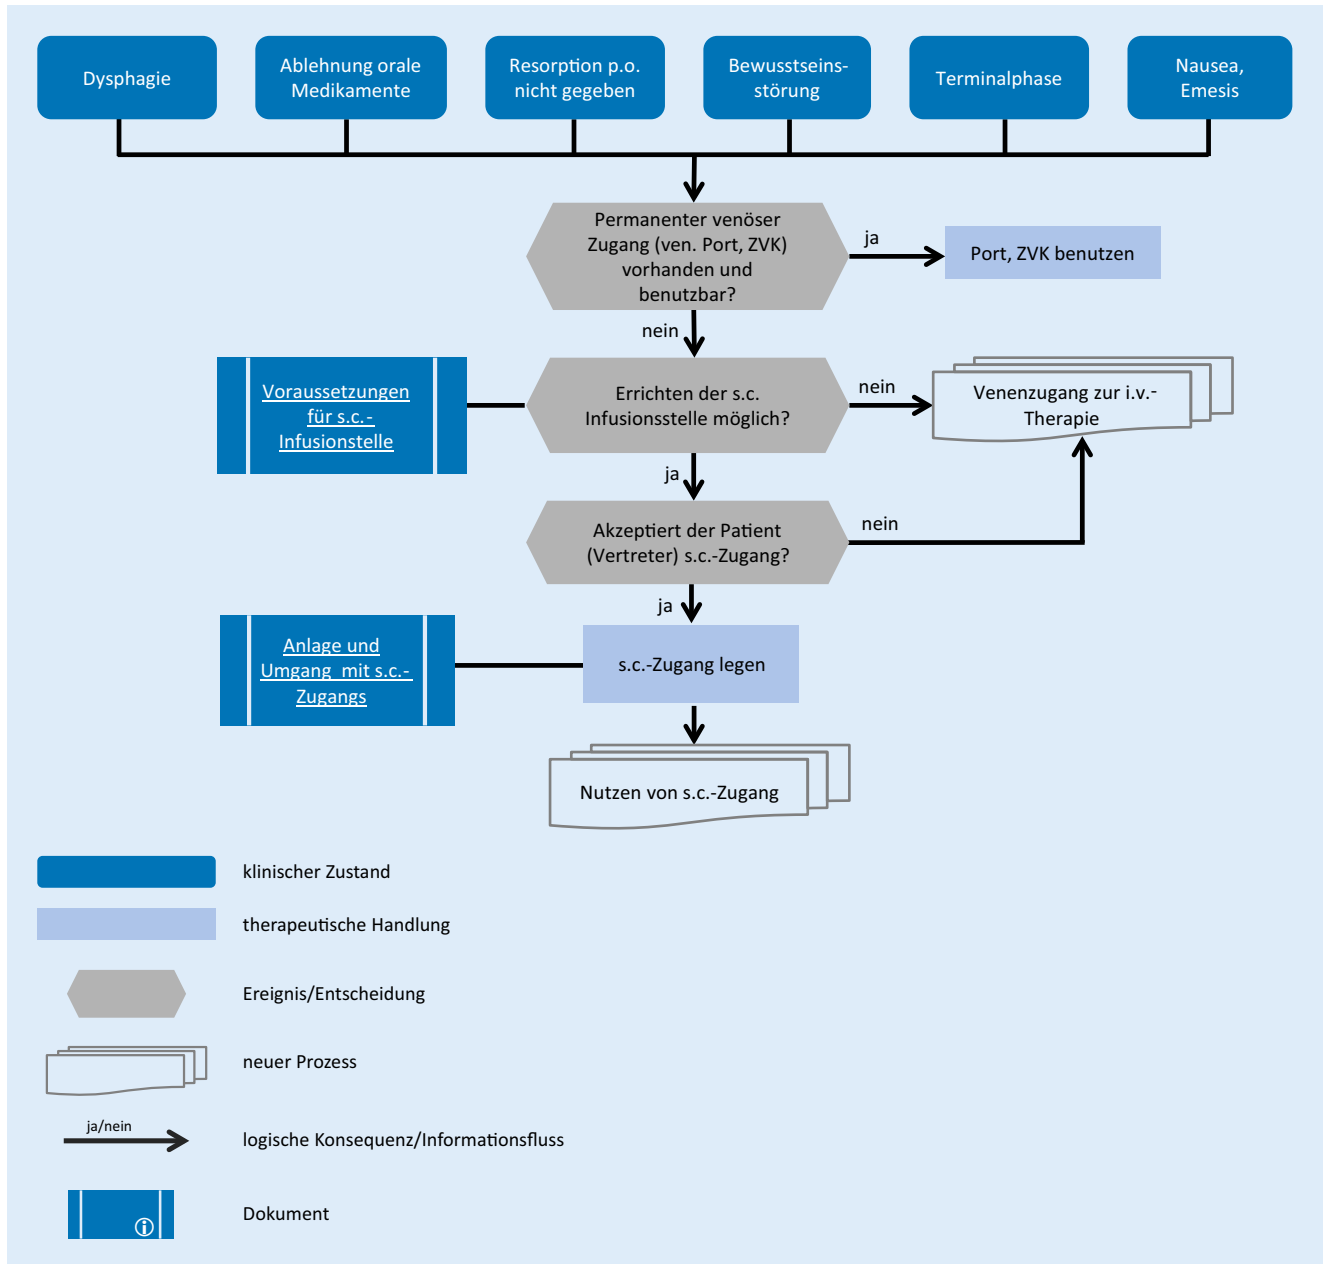 Dysphagie
Ablehnung orale
Medikamente
Resorption p.o.
nicht gegeben
Bewusstseins-
störung
Terminalphase
Nausea,
Emesis
Permanenter venöser
Zugang (ven. Port, ZVK)
vorhanden und
benutzbar?
ja
Port, ZVK benutzen
nein
Voraussetzungen
für s.c.-
Infusionstelle
Errichten der s.c.
Infusionsstelle möglich?
nein
Venenzugang zur i.v.-
Therapie
ja
Akzeptiert der Patient
(Vertreter) s.c.-Zugang?
nein
ja
Anlage und
Umgang mit s.c.-
Zugangs
s.c.-Zugang legen
Nutzen von s.c.-Zugang
klinischer Zustand
therapeutische Handlung
Ereignis/Entscheidung
neuer Prozess
ja/nein
logische Konsequenz/Informationsfluss
Dokument